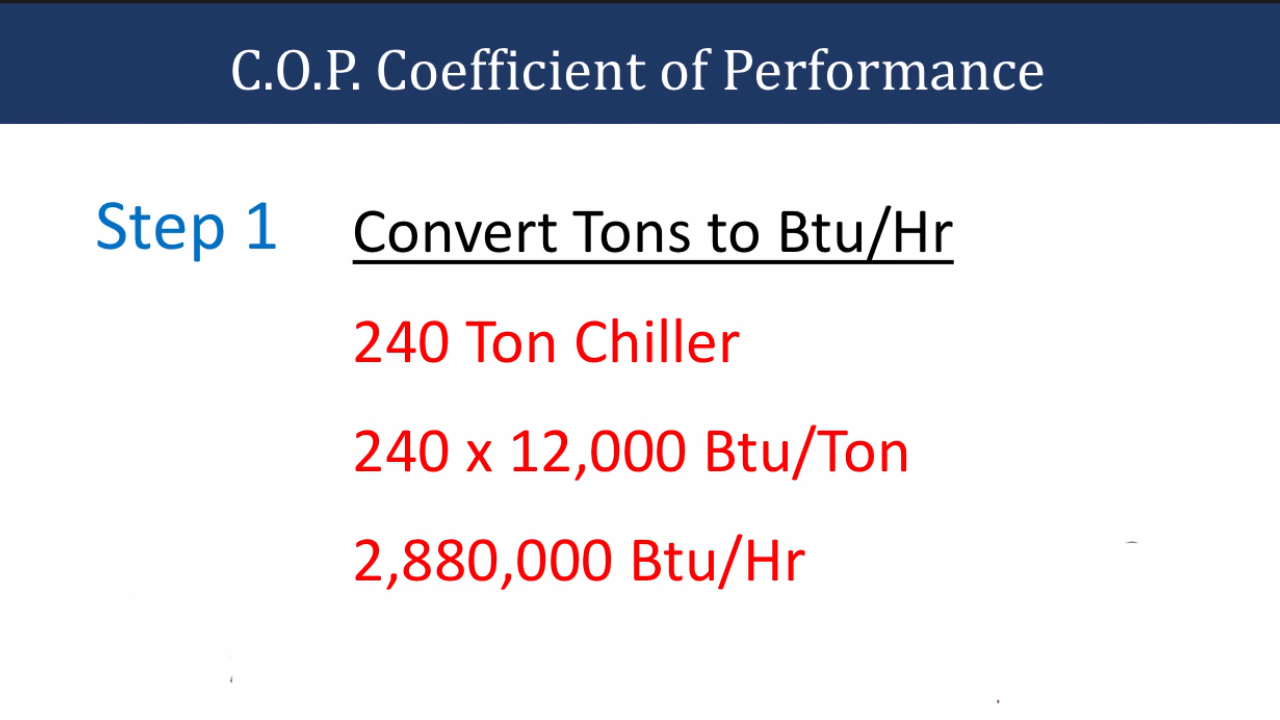 C.O.P. Coefficient of Performance
Step 1
Convert Tons to Btu/Hr
240 Ton Chiller
240 x 12,000 Btu/Ton
2,880,000 Btu/Hr